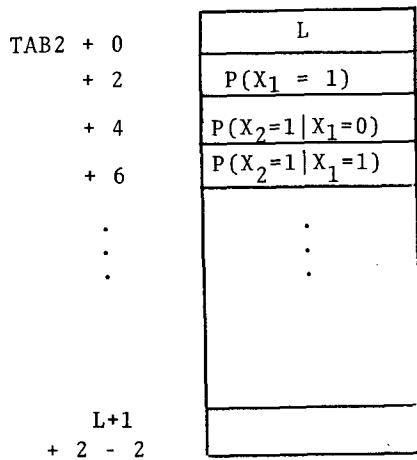 TAB2 + 0 L
+ 2 P(X1 = 1)
+ 4 P(X2=1|X1=0)
+ 6 P(X2=1|X1=1)
. .
. .
. .
L+1
+ 2 - 2